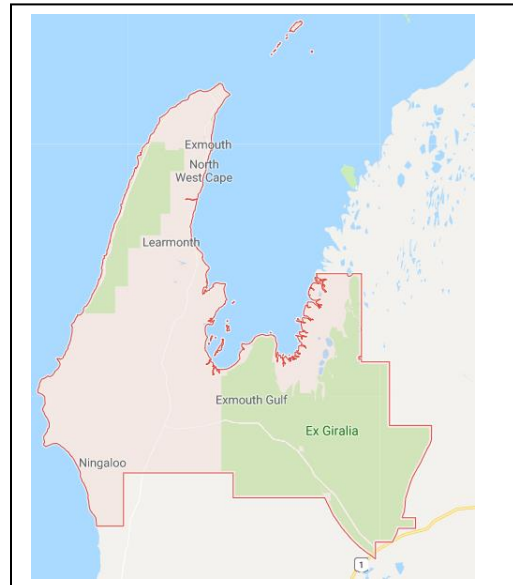 Exmouth
North
West Cape
Learmonth
Exmouth Gulf
Ex Giralia
Ningaloo
1